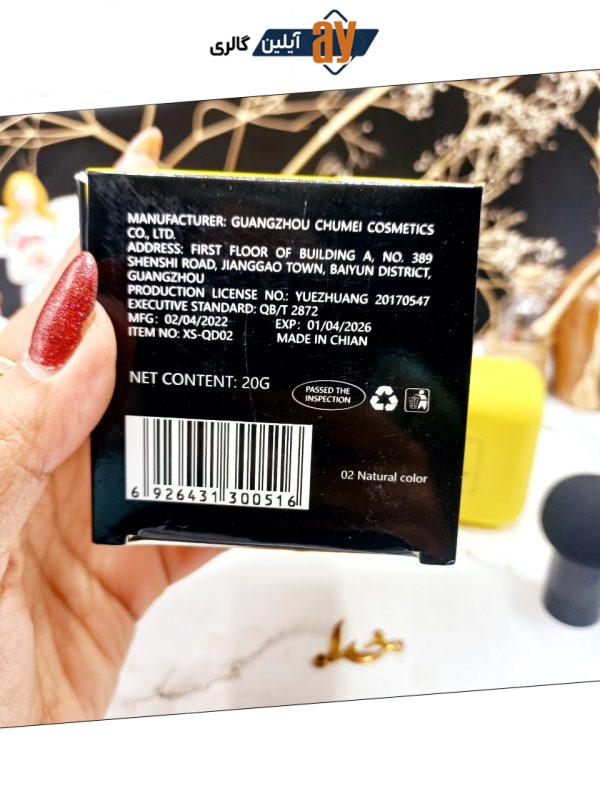 آیلین گالری ay
MANUFACTURER: GUANGZHOU CHUMEI COSMETICS
CO., LTD.
ADDRESS: FIRST FLOOR OF BUILDING A, NO. 389
SHENSHI ROAD, JIANGGAO TOWN, BAIYUN DISTRICT,
GUANGZHOU
PRODUCTION LICENSE NO.: YUEZHUANG 20170547
EXECUTIVE STANDARD: QB/T 2872
MFG: 02/04/2022 EXP: 01/04/2026
ITEM NO: XS-QD02 MADE IN CHIAN
NET CONTENT: 20G
PASSED THE
INSPECTION
6 926431 300516
02 Natural color